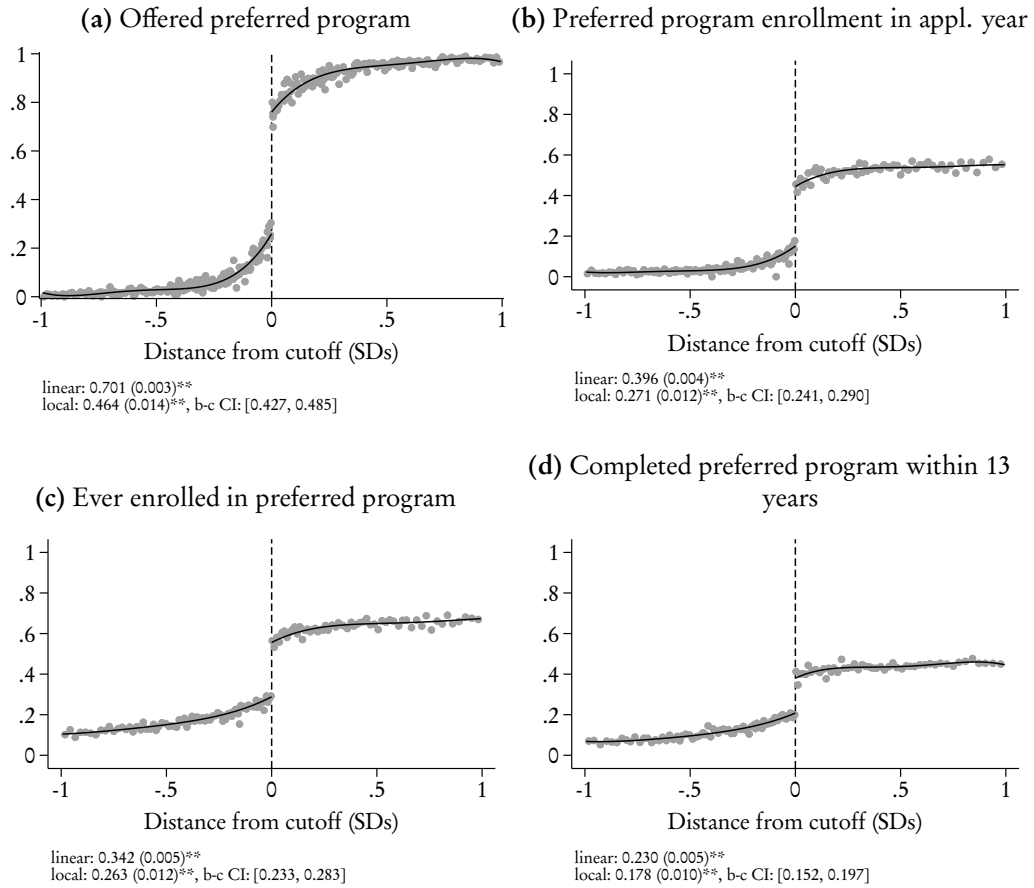 (a) Offered preferred program
1
.8
.6
.4
.2
0
-1 -.5 0 .5 1
Distance from cutoff (SDs)
linear: 0.701 (0.003)**
local: 0.464 (0.014)**, b-c CI: [0.427, 0.485]
(b) Preferred program enrollment in appl. year
1
.8
.6
.4
.2
0
-1 -.5 0 .5 1
Distance from cutoff (SDs)
linear: 0.396 (0.004)**
local: 0.271 (0.012)**, b-c CI: [0.241, 0.290]
(c) Ever enrolled in preferred program
1
.8
.6
.4
.2
0
-1 -.5 0 .5 1
Distance from cutoff (SDs)
linear: 0.342 (0.005)**
local: 0.263 (0.012)**, b-c CI: [0.233, 0.283]
(d) Completed preferred program within 13
years
1
.8
.6
.4
.2
0
-1 -.5 0 .5 1
Distance from cutoff (SDs)
linear: 0.230 (0.005)**
local: 0.178 (0.010)**, b-c CI: [0.152, 0.197]